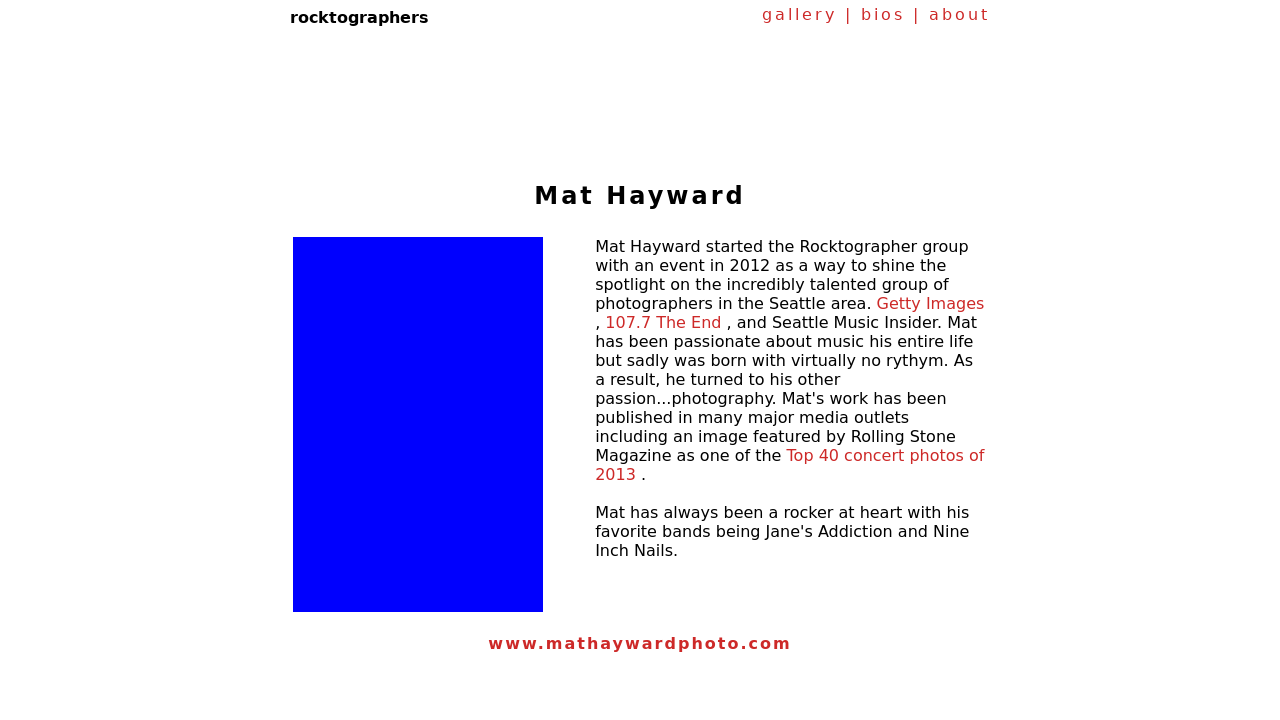 rocktographers
gallery | bios | about
Mat Hayward
Mat Hayward started the Rocktographer group
with an event in 2012 as a way to shine the
spotlight on the incredibly talented group of
photographers in the Seattle area. Getty Images
, 107.7 The End , and Seattle Music Insider. Mat
has been passionate about music his entire life
but sadly was born with virtually no rythym. As
a result, he turned to his other
passion...photography. Mat's work has been
published in many major media outlets
including an image featured by Rolling Stone
Magazine as one of the Top 40 concert photos of
2013 .
Mat has always been a rocker at heart with his
favorite bands being Jane's Addiction and Nine
Inch Nails.
www.mathaywardphoto.com